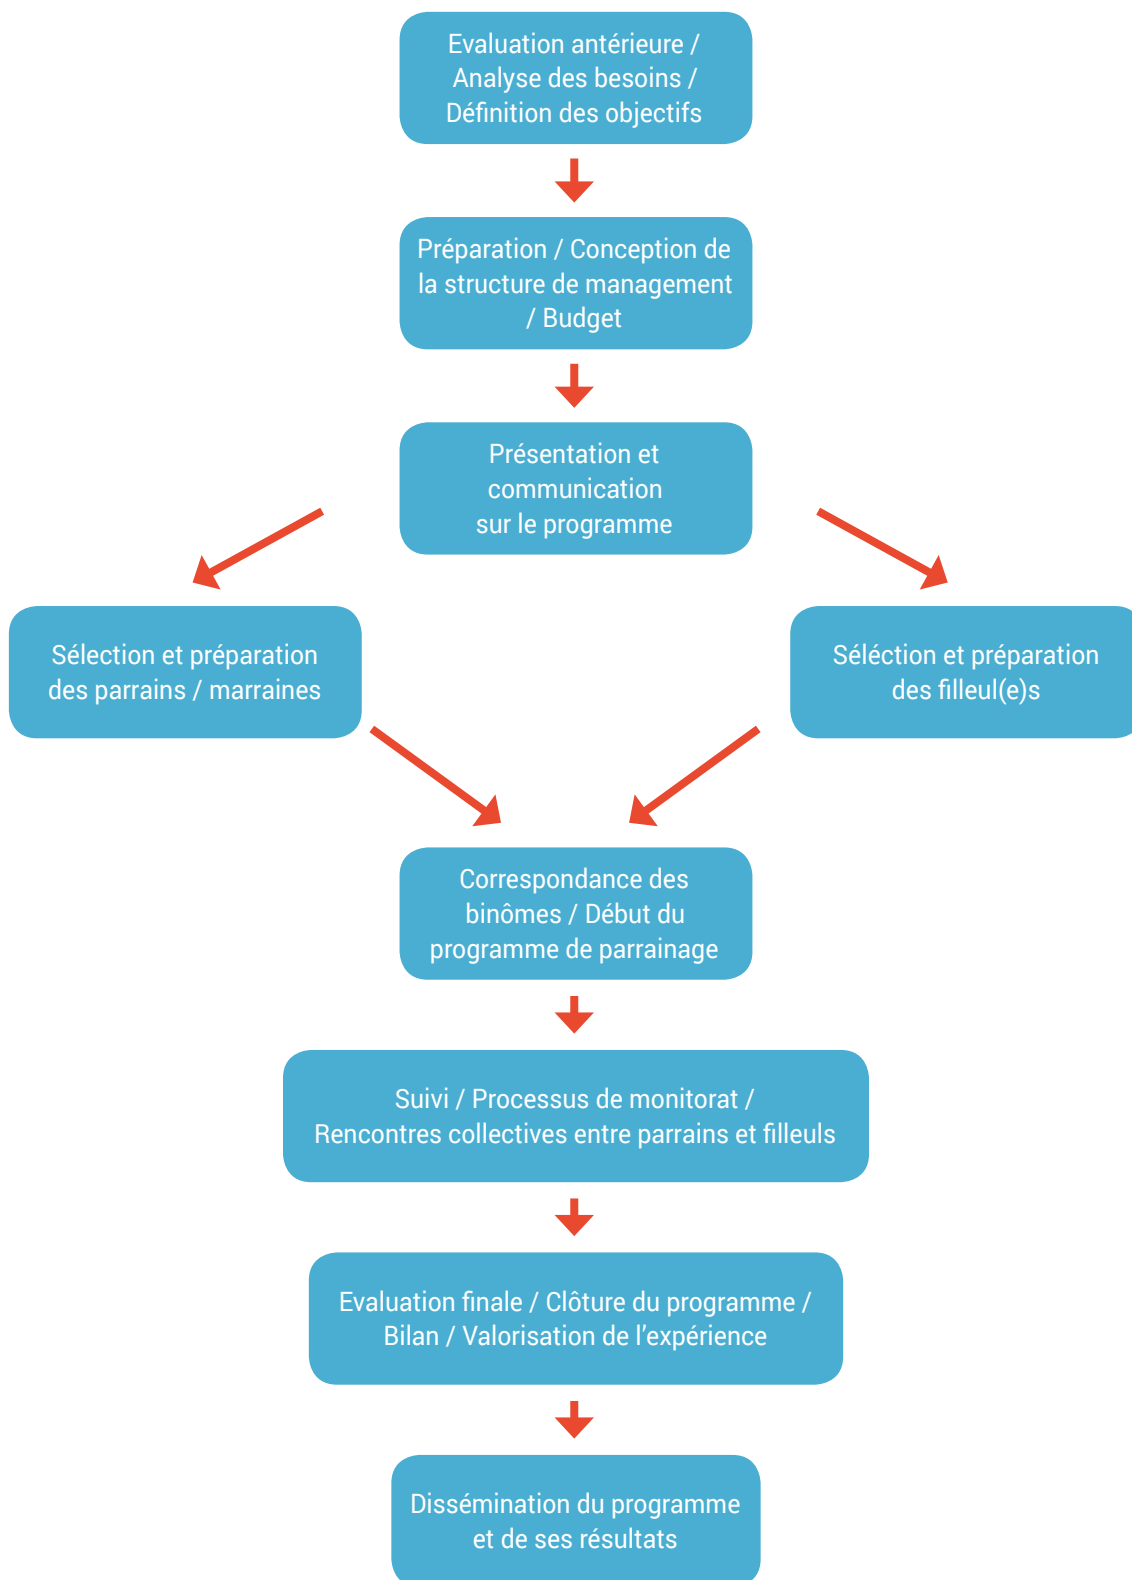 Evaluation antérieure /
Analyse des besoins /
Définition des objectifs
Préparation / Conception de
la structure de management
/ Budget
Présentation et
communication
sur le programme
Sélection et préparation
des parrains / marraines
Séléction et préparation
des filleul(e)s
Correspondance des
binômes / Début du
programme de parrainage
Suivi / Processus de monitorat /
Rencontres collectives entre parrains et filleuls
Evaluation finale / Clôture du programme /
Bilan / Valorisation de l’expérience
Dissémination du programme
et de ses résultats